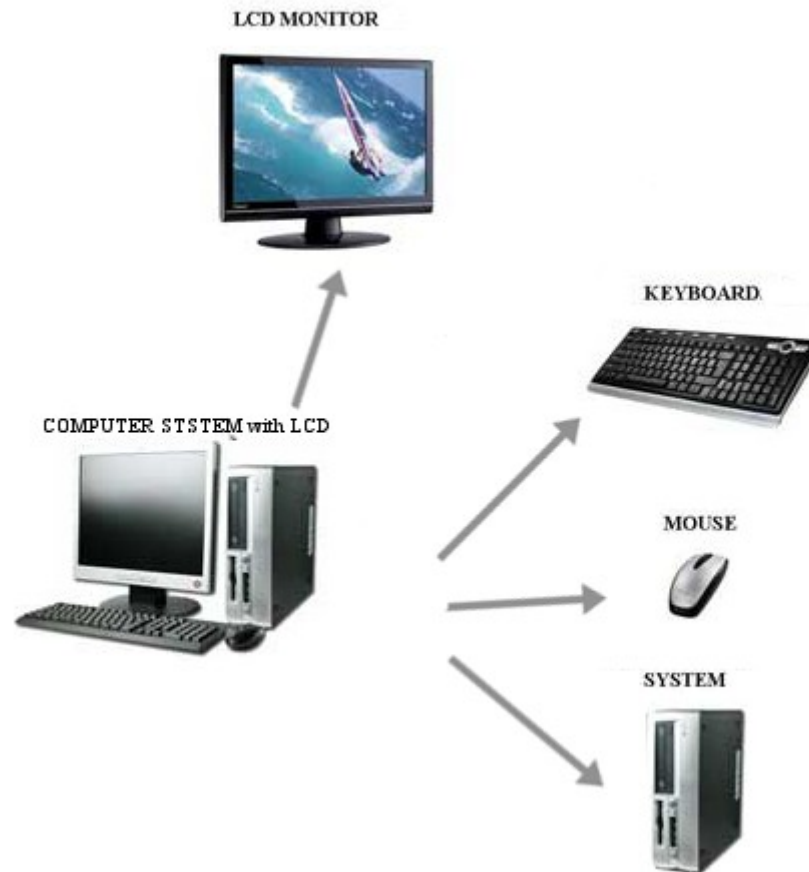 LCD MONITOR
KEYBOARD
COMPUTER STSTEM with LCD
MOUSE
SYSTEM